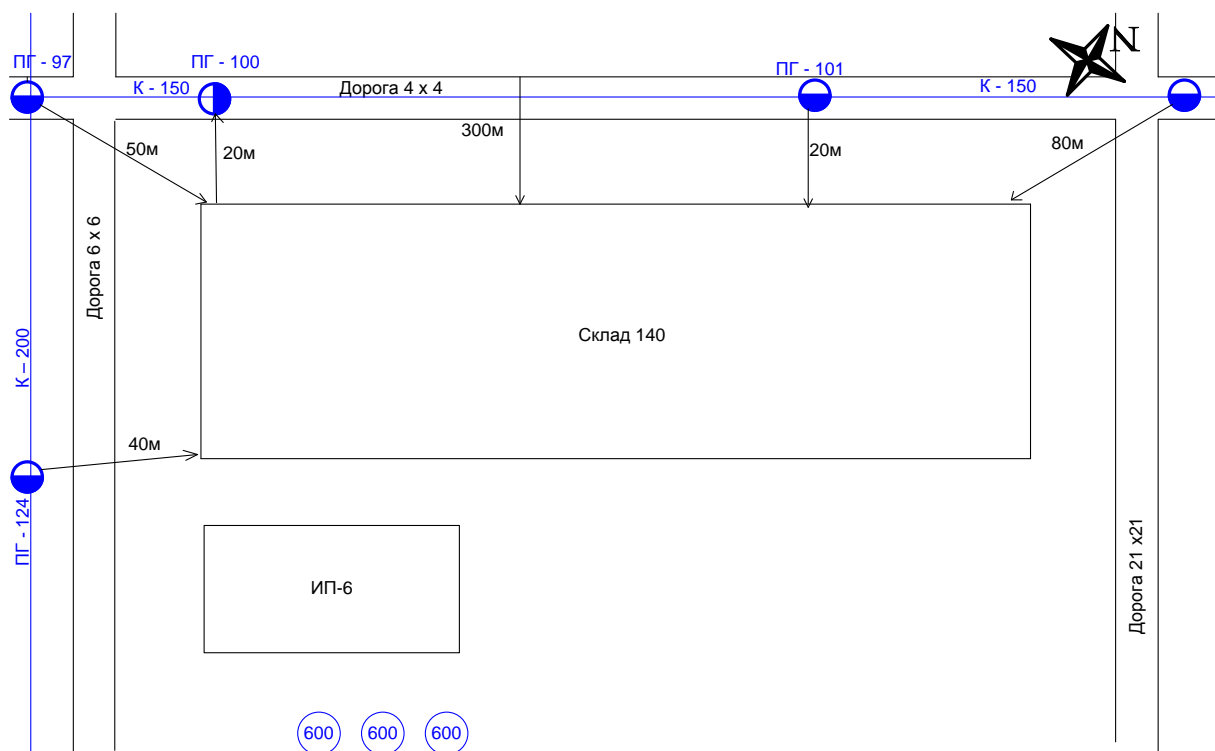 ПГ - 97
ПГ - 100
ПГ - 101
N
К - 150
Дорога 4 х 4
К - 150
300м
50м
20м
20м
80м
Дорога 6 х 6
Склад 140
К – 200
40м
ПГ - 124
ИП-6
Дорога 21 х21
600
600
600